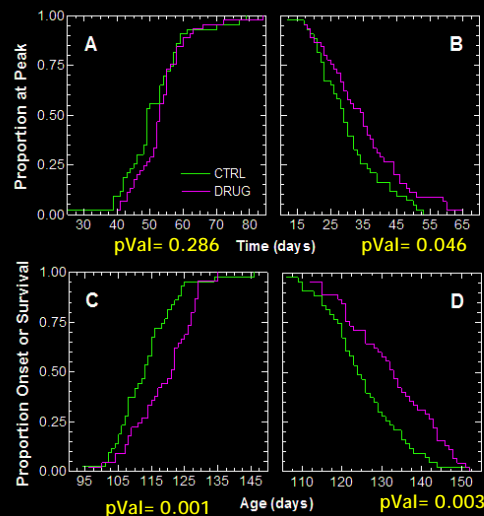 A
B
Proportion at Peak
1.00
0.75
0.50
0.25
0.00
CTRL
DRUG
30 40 50 60 70 80
15 25 35 45 55 65
pVal= 0.286
Time (days)
pVal= 0.046
C
D
Proportion Onset or Survival
1.00
0.75
0.50
0.25
0.00
95 105 115 125 135 145
110 120 130 140 150
pVal= 0.001
Age (days)
pVal= 0.003